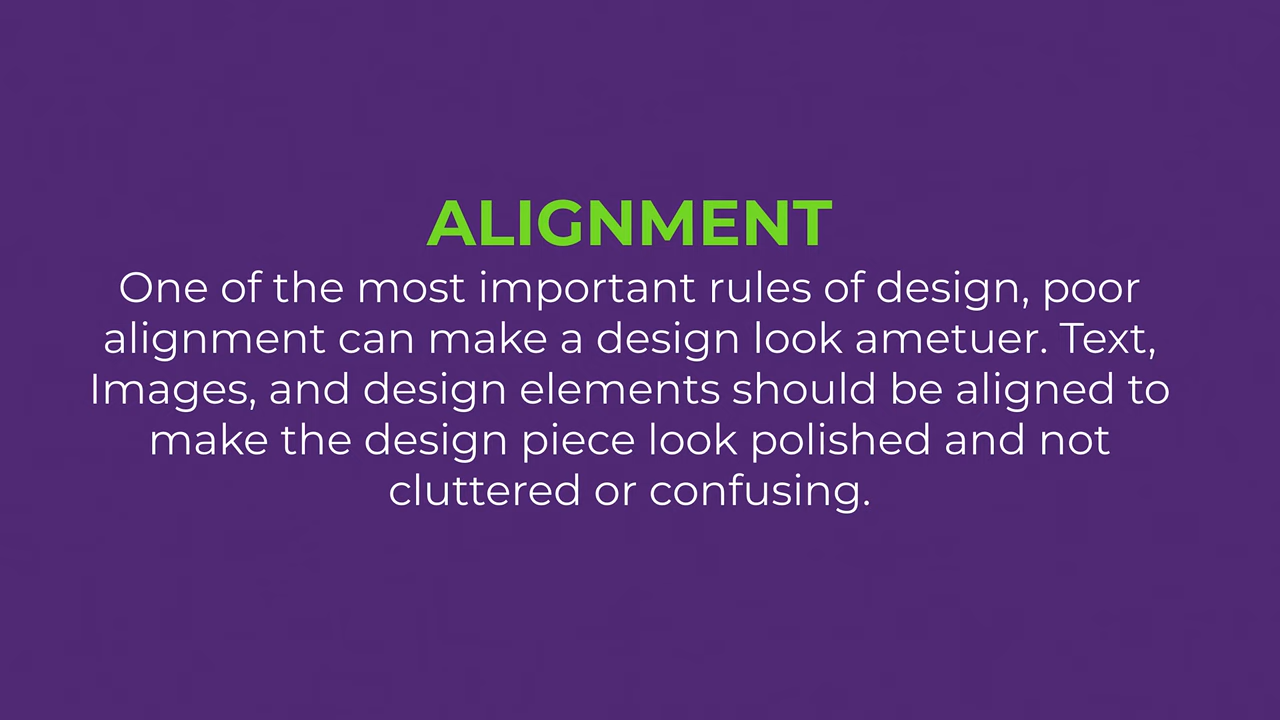 ALIGNMENT
One of the most important rules of design, poor
alignment can make a design look ametuer. Text,
Images, and design elements should be aligned to
make the design piece look polished and not
cluttered or confusing.